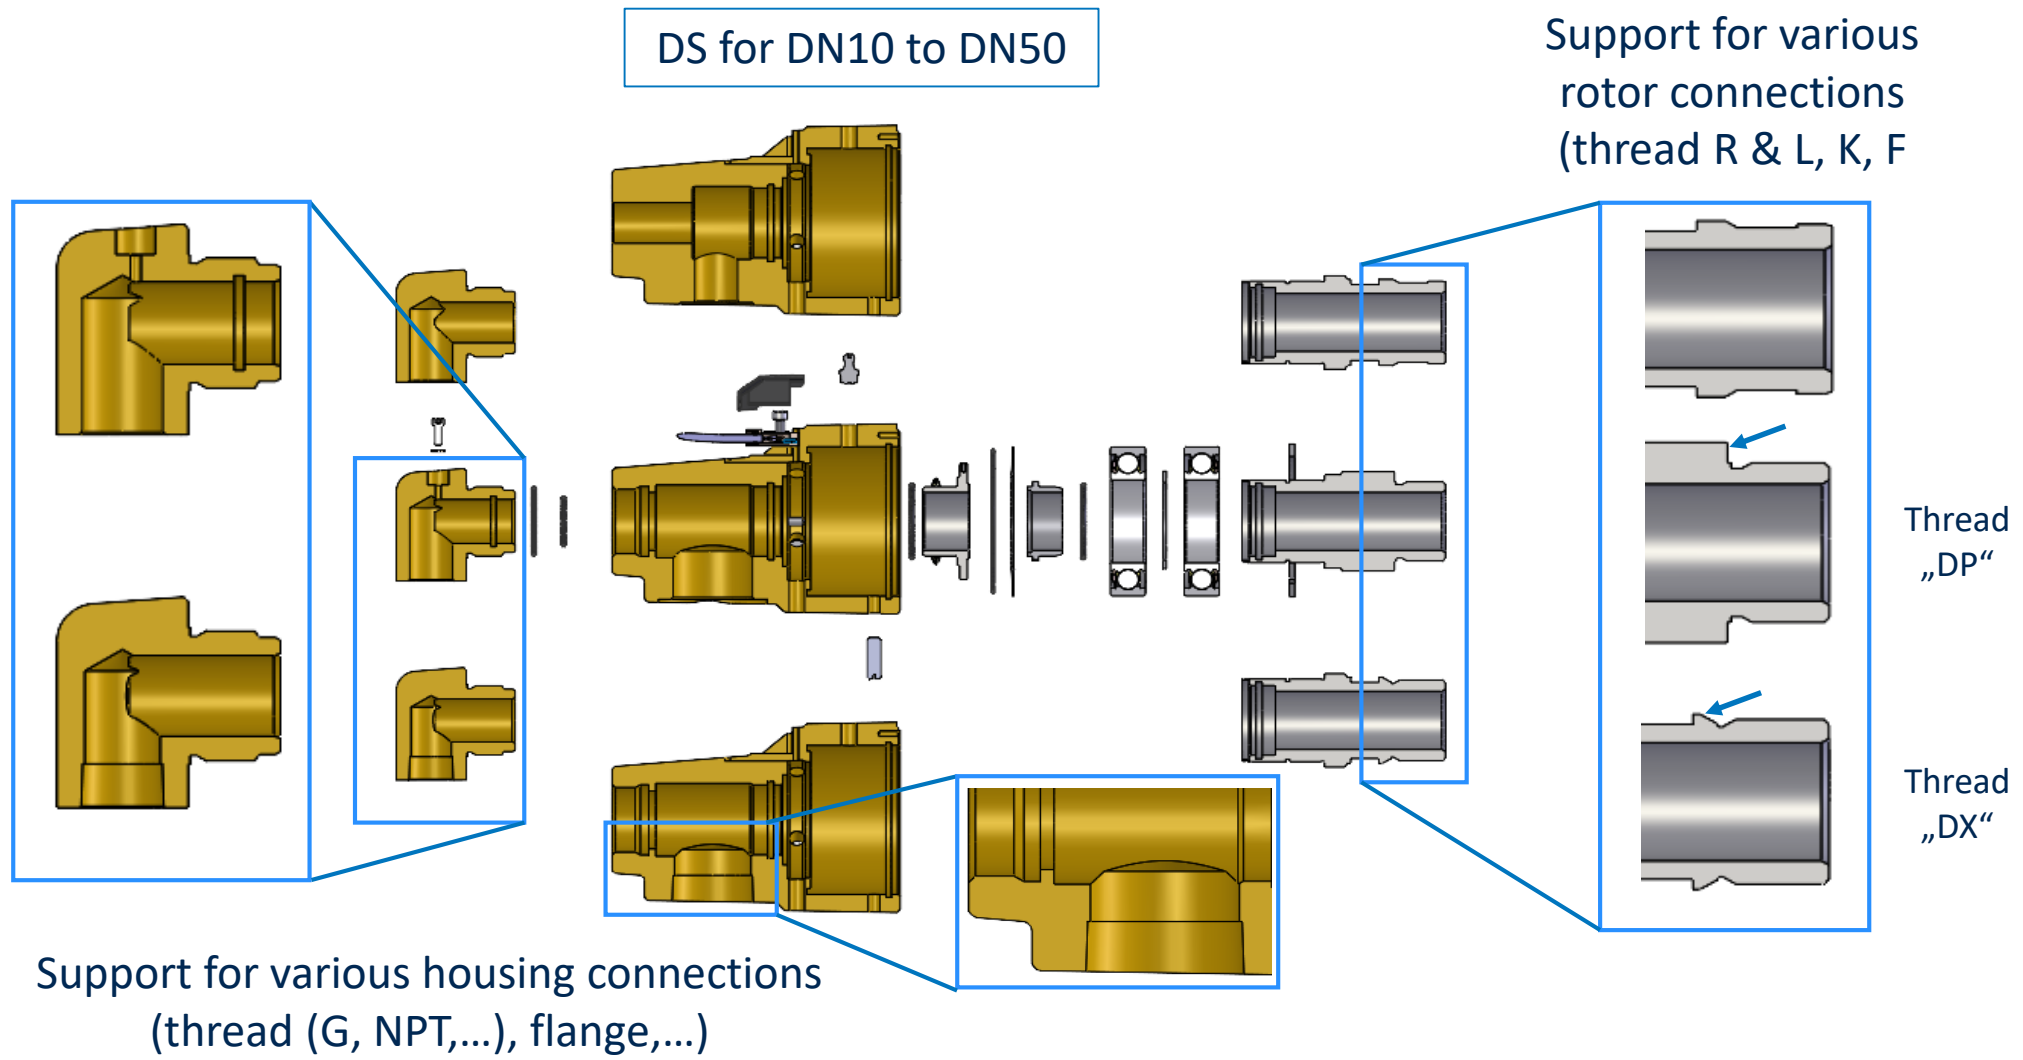 DS for DN10 to DN50
Support for various
rotor connections
(thread R & L, K, F
Thread
„DP“
Thread
„DX“
Support for various housing connections
(thread (G, NPT,...), flange,...)